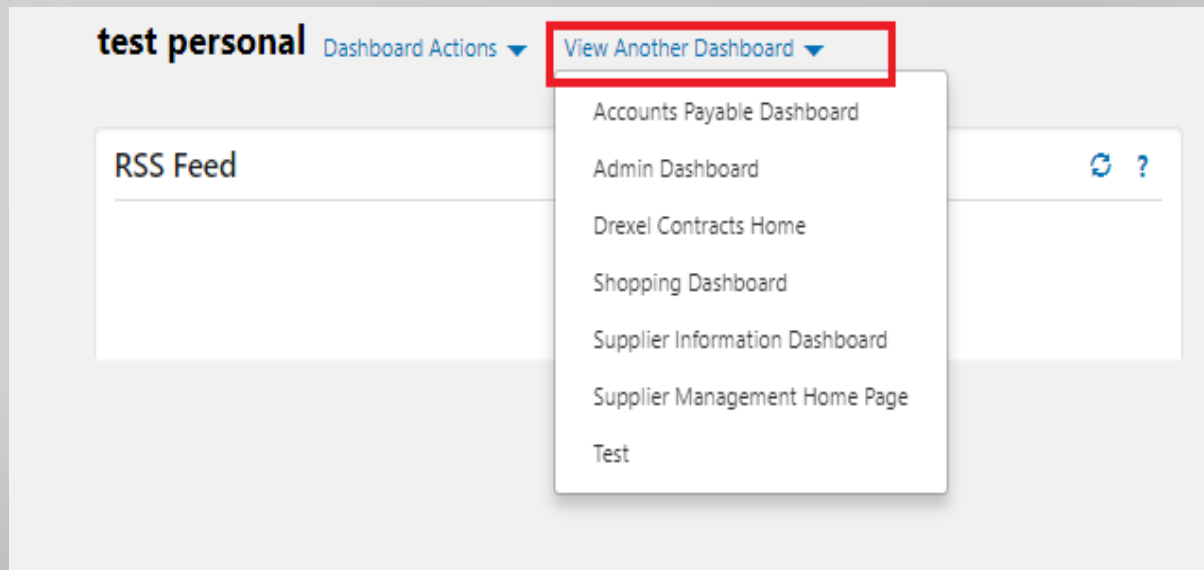 test personal Dashboard Actions View Another Dashboard
Accounts Payable Dashboard
RSS Feed ?
Admin Dashboard
Drexel Contracts Home
Shopping Dashboard
Supplier Information Dashboard
Supplier Management Home Page
Test